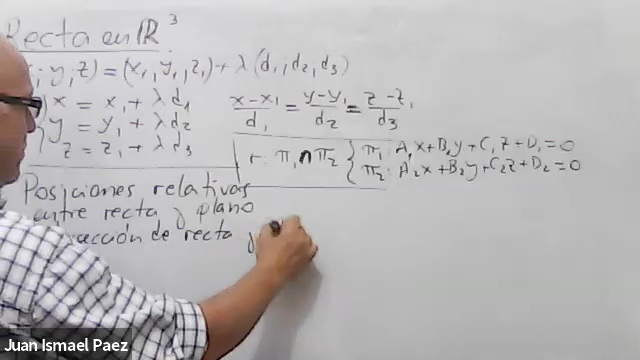 Recta en ℝ³
; y; z) = (x₁; y₁, z₁) + λ (d₁; d₂, d₃)
x = x₁ + λ d₁
y = y₁ + λ d₂
z = z₁ + λ d₃
x-x₁/d₁ = y-y₁/d₂ = z-z₁/d₃
r: π₁ ∩ π₂ { π₁: A₁x+B₁y+C₁z+D₁=0
π₂: A₂x+B₂y+C₂z+D₂=0
Posiciones relativas
entre recta y plano
acción de recta y
Juan Ismael Paez